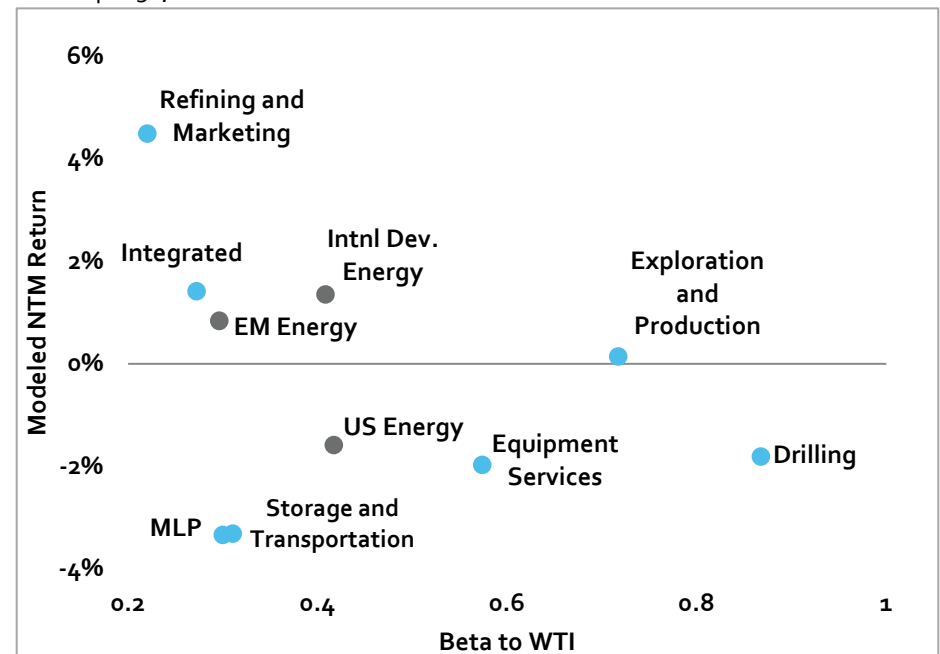 6%
Refining and
Marketing
4%
Intnl Dev.
Energy
Integrated
2%
Exploration
and
Production
EM Energy
0%
US Energy
Equipment
Services
-2%
Drilling
Storage and
Transportation
MLP
-4%
0.2 0.4 0.6 0.8 1
Beta to WTI
Modeled NTM Return